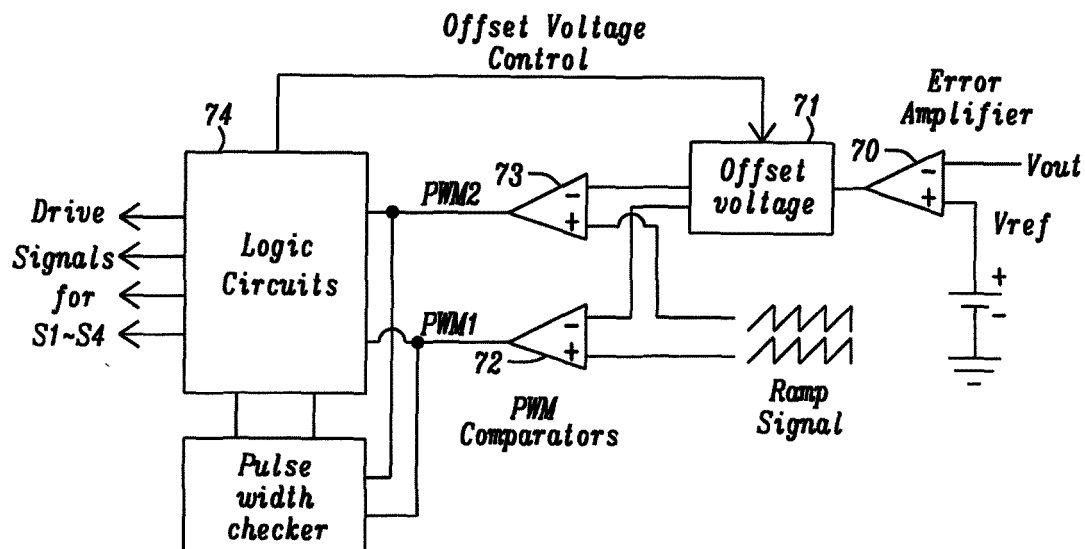 Offset Voltage
Control
74
71
Error
Amplifier
70
Offset
voltage
-
+
Vout
Vref
+
-
73
-
+
PWM2
Drive
Signals
for
S1~S4
Logic
Circuits
PWM1
72
-
+
PWM
Comparators
Ramp
Signal
Pulse
width
checker